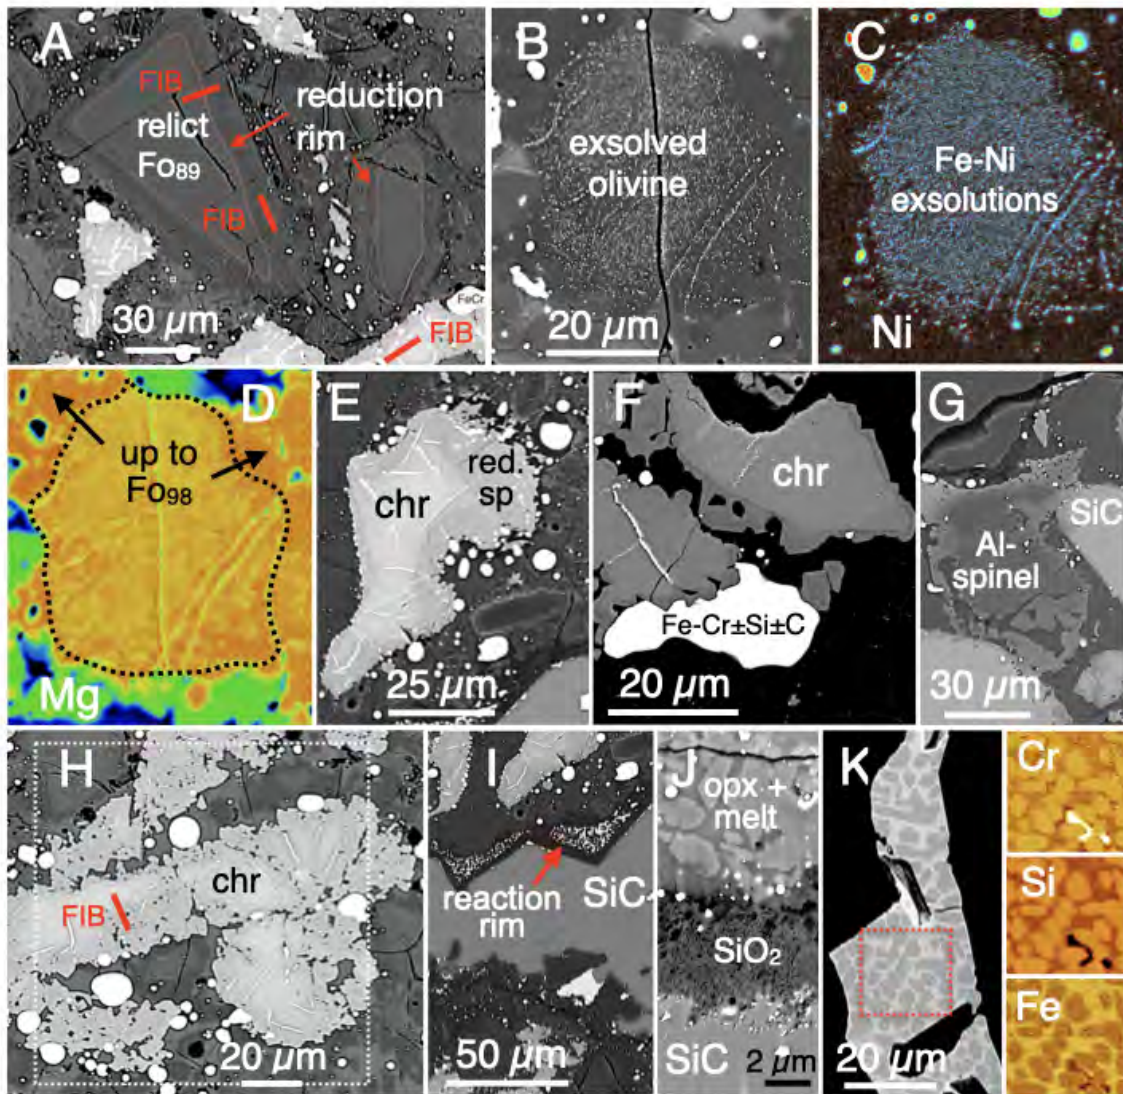 A
FIB
relict
Fo₈₉
reduction
rim
FIB
30 µm
FeCr
FIB
B
exsolved
olivine
20 µm
C
Fe-Ni
exsolutions
Ni
D
up to
Fo₉₈
Mg
E
chr
red.
sp
25 µm
F
chr
Fe-Cr±Si±C
20 µm
G
SiC
Al-
spinel
30 µm
H
chr
FIB
20 µm
I
SiC
reaction
rim
50 µm
J
opx +
melt
SiO₂
SiC
2 µm
K
20 µm
Cr
Si
Fe